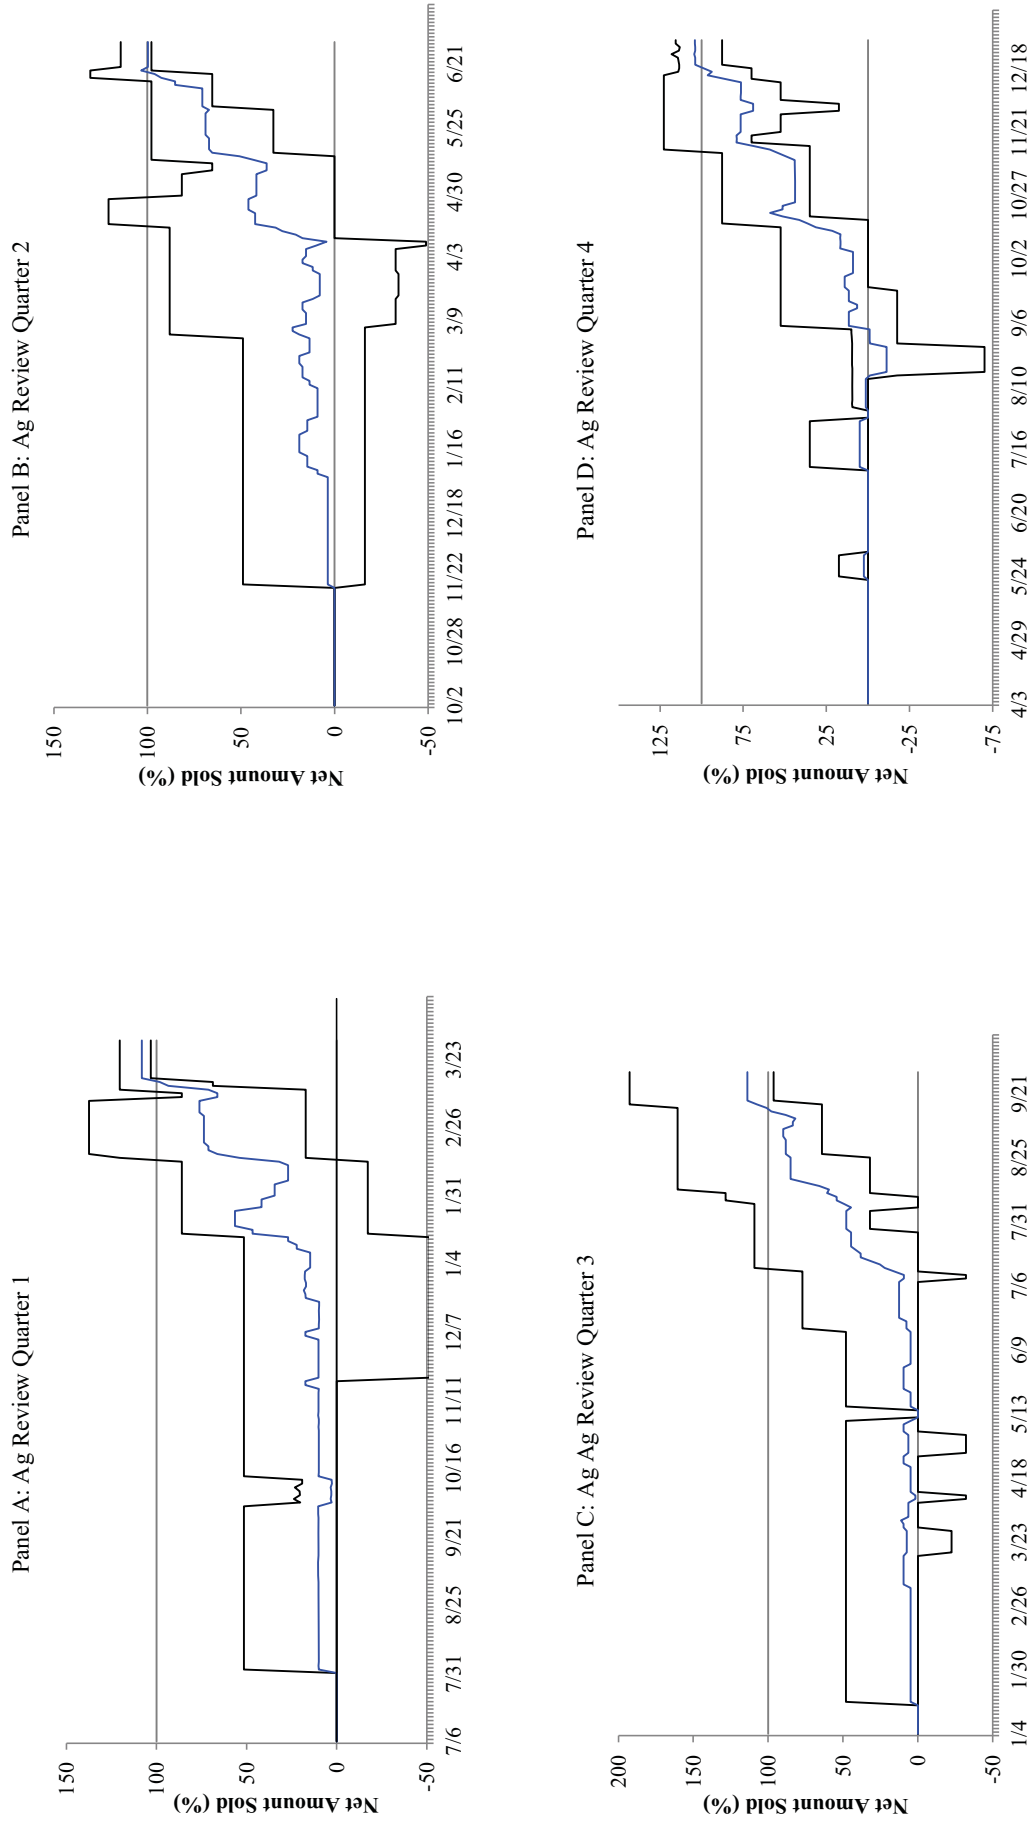 Panel A: Ag Review Quarter 1
Net Amount Sold (%)
150
100
50
0
-50
7/6 7/31 8/25 9/21 10/16 11/11 12/7 1/4 1/31 2/26 3/23
Panel B: Ag Review Quarter 2
Net Amount Sold (%)
150
100
50
0
-50
10/2 10/28 11/22 12/18 1/16 2/11 3/9 4/3 4/30 5/25 6/21
Panel C: Ag Ag Review Quarter 3
Net Amount Sold (%)
200
150
100
50
0
-50
1/4 1/30 2/26 3/23 4/18 5/13 6/9 7/6 7/31 8/25 9/21
Panel D: Ag Review Quarter 4
Net Amount Sold (%)
125
75
25
-25
-75
4/3 4/29 5/24 6/20 7/16 8/10 9/6 10/2 10/27 11/21 12/18